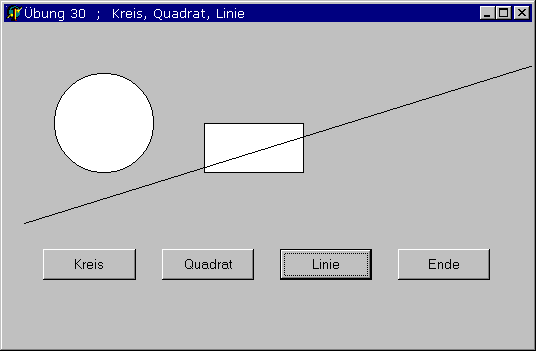 Übung 30  ;  Kreis, Quadrat, Linie
Kreis
Quadrat
Linie
Ende